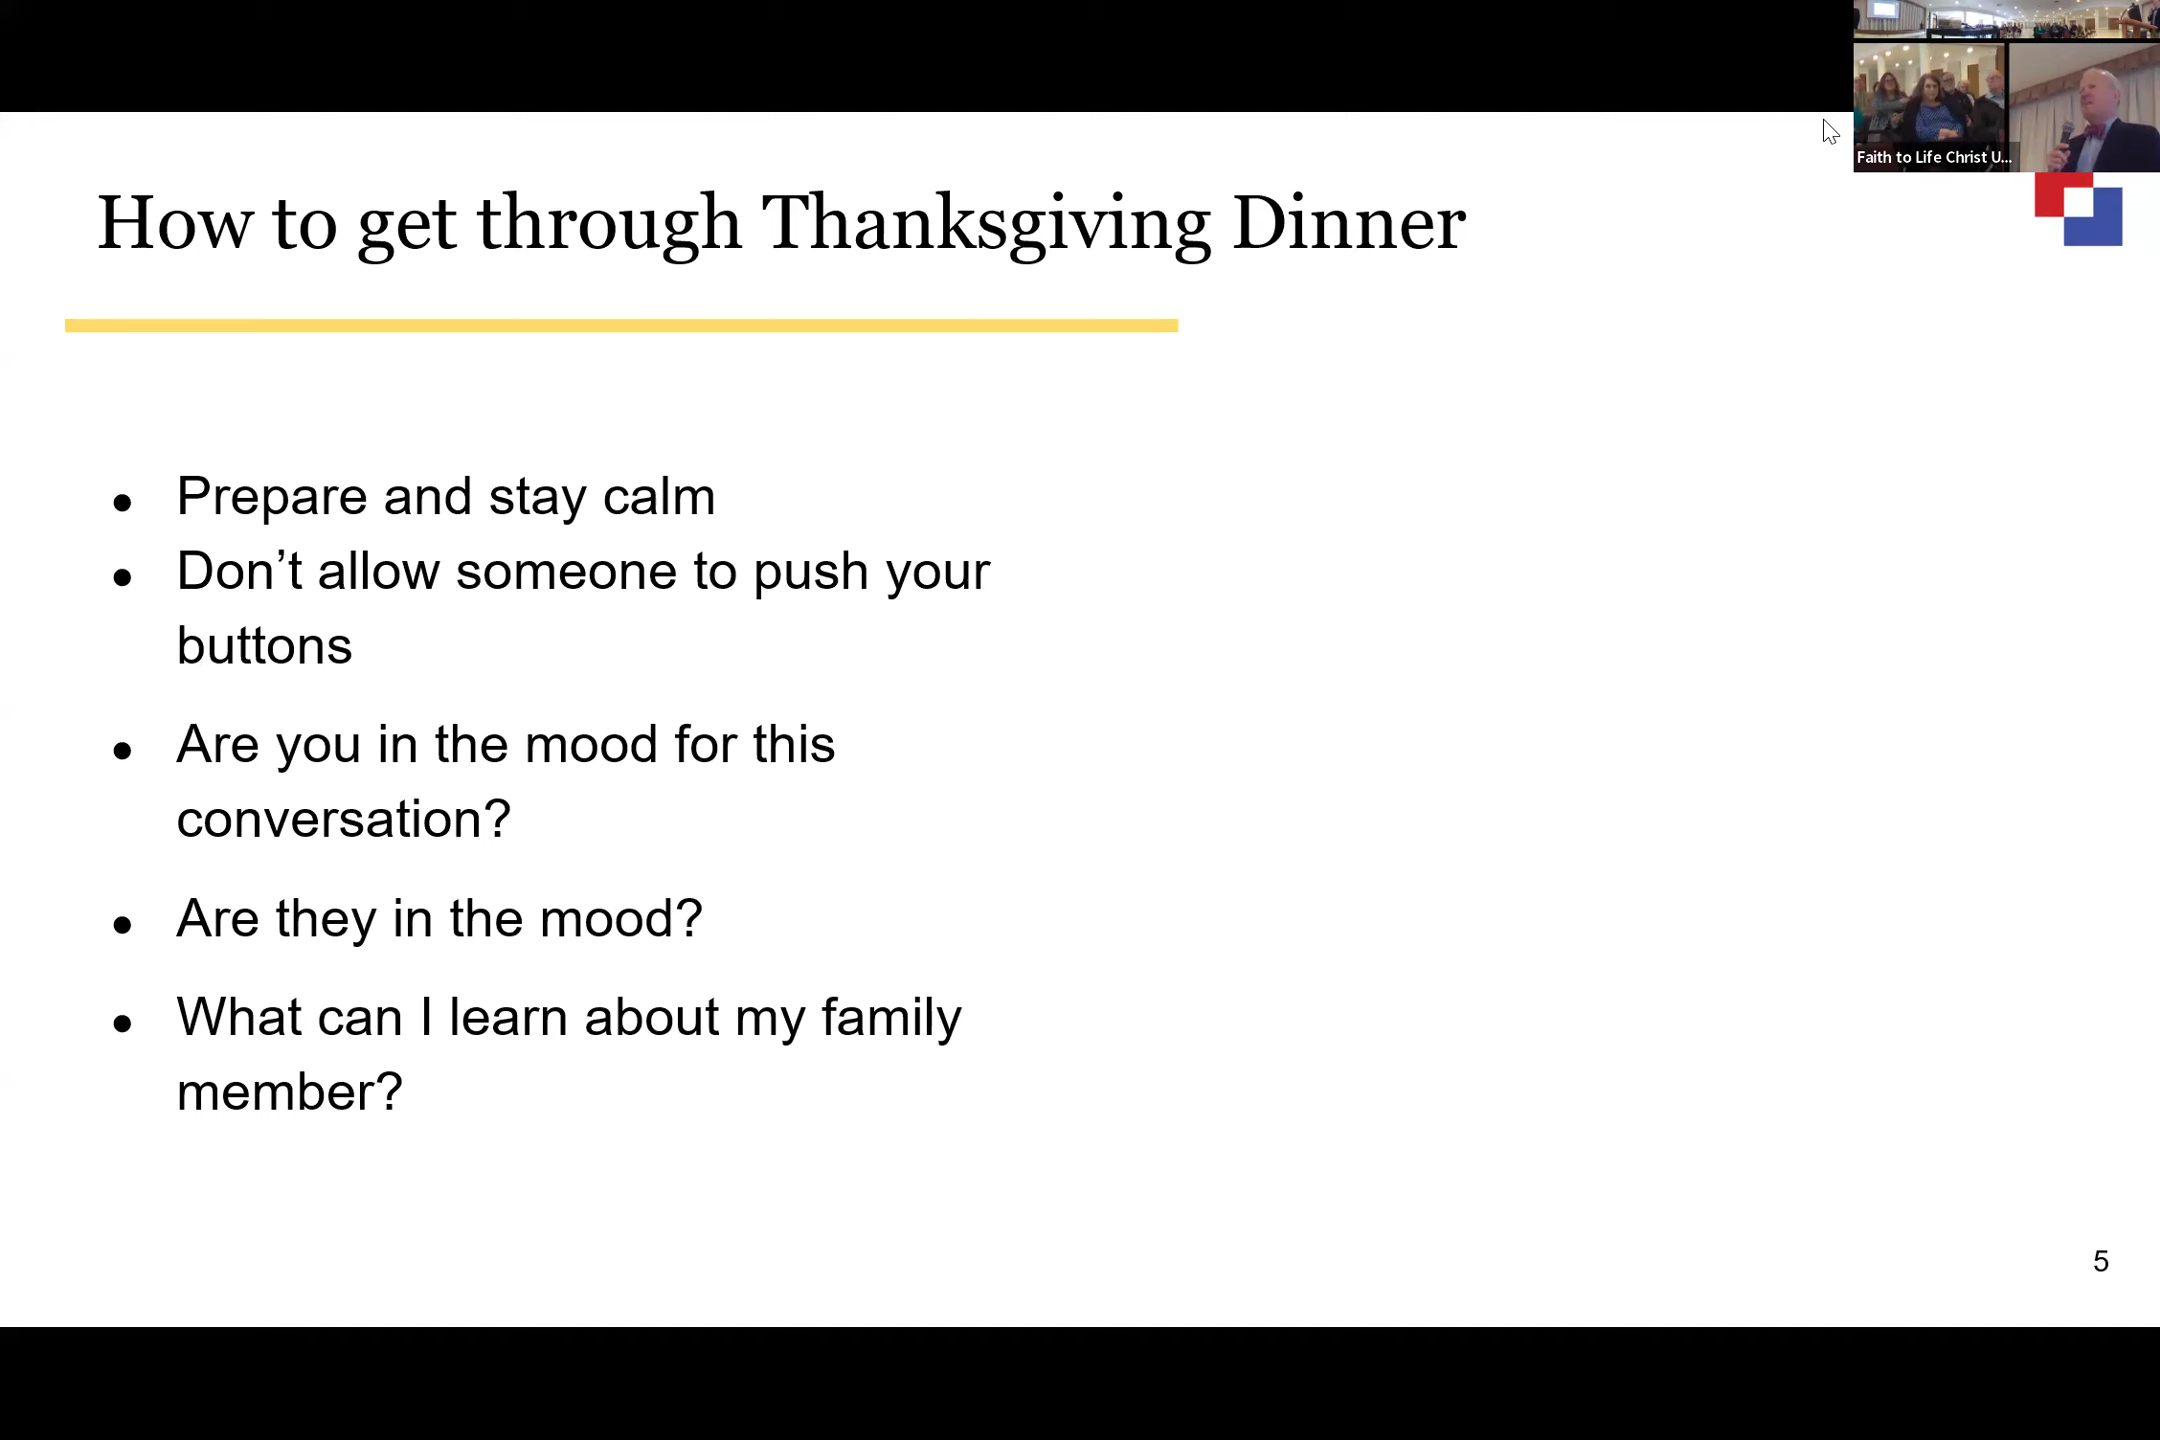 Faith to Life Christ U...
How to get through Thanksgiving Dinner
● Prepare and stay calm
● Don’t allow someone to push your
buttons
● Are you in the mood for this
conversation?
● Are they in the mood?
● What can I learn about my family
member?
5